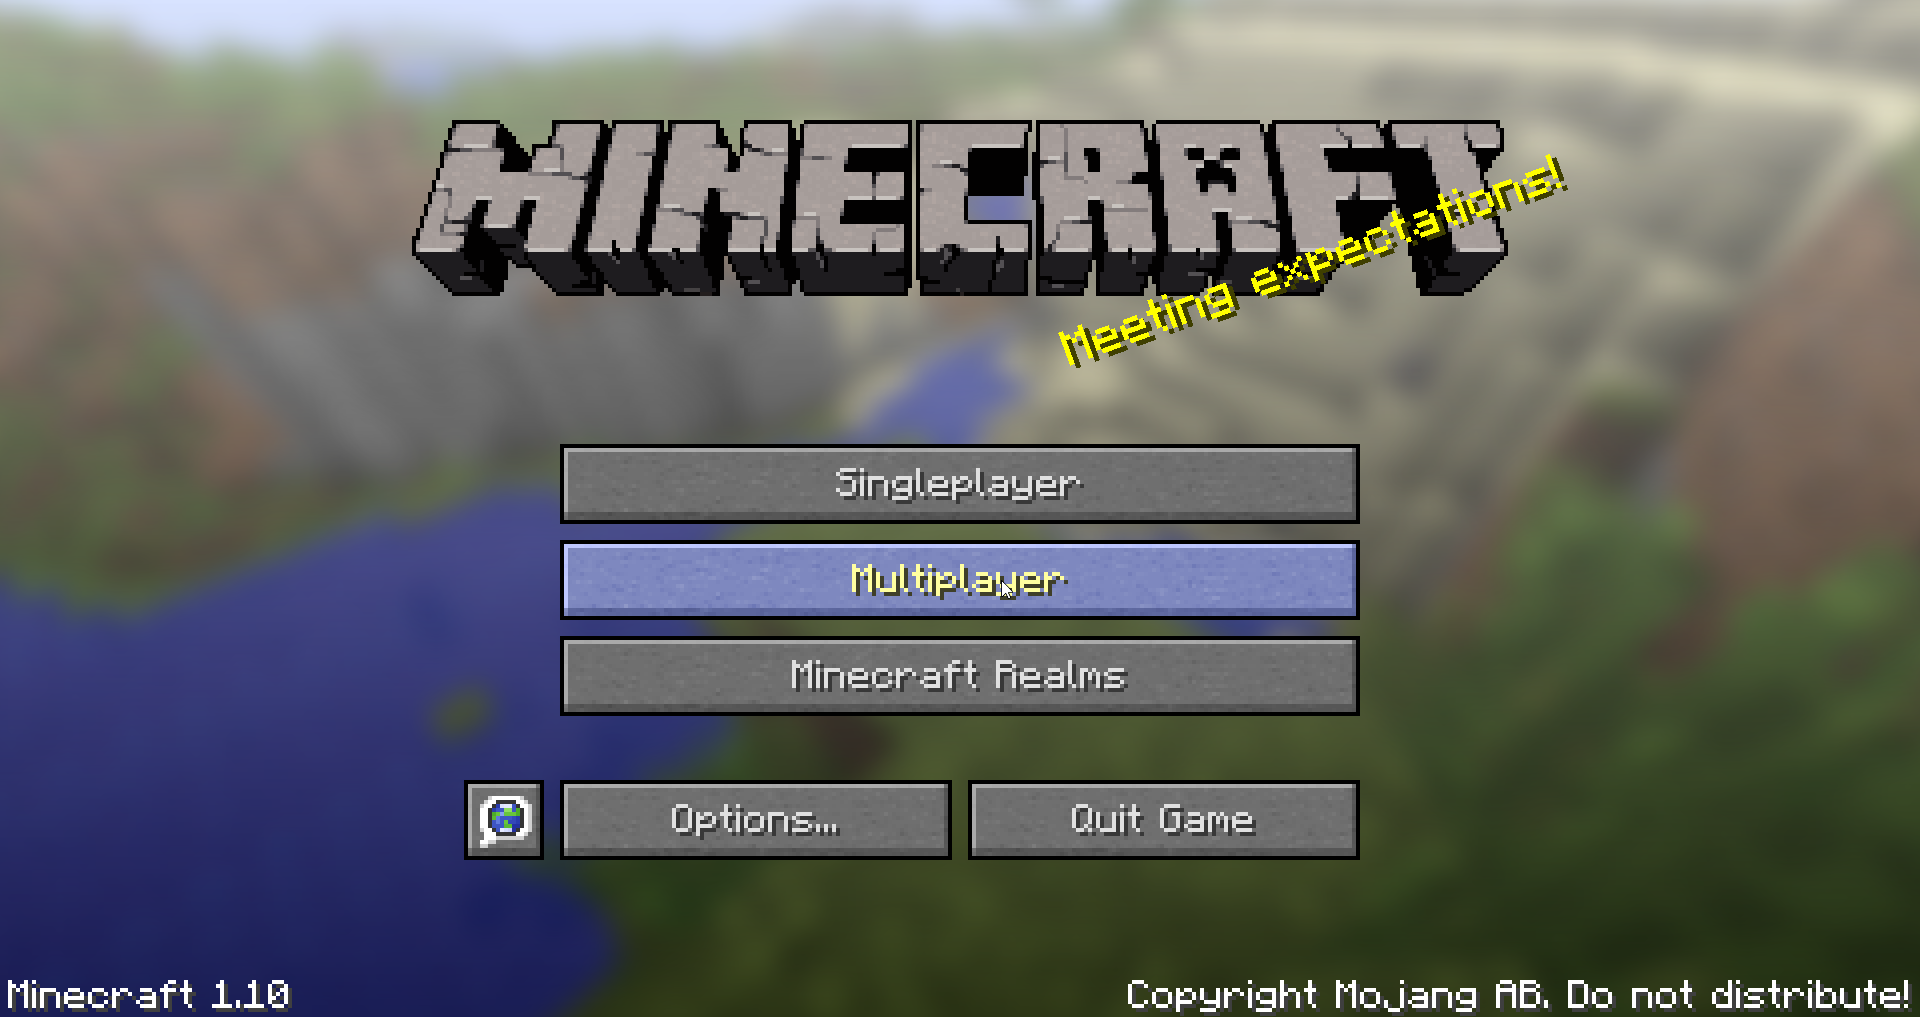 MINECRAFT
Meeting expectations!
Singleplayer
Multiplayer
Minecraft Realms
Options...
Quit Game
Minecraft 1.10
Copyright Mojang AB. Do not distribute!